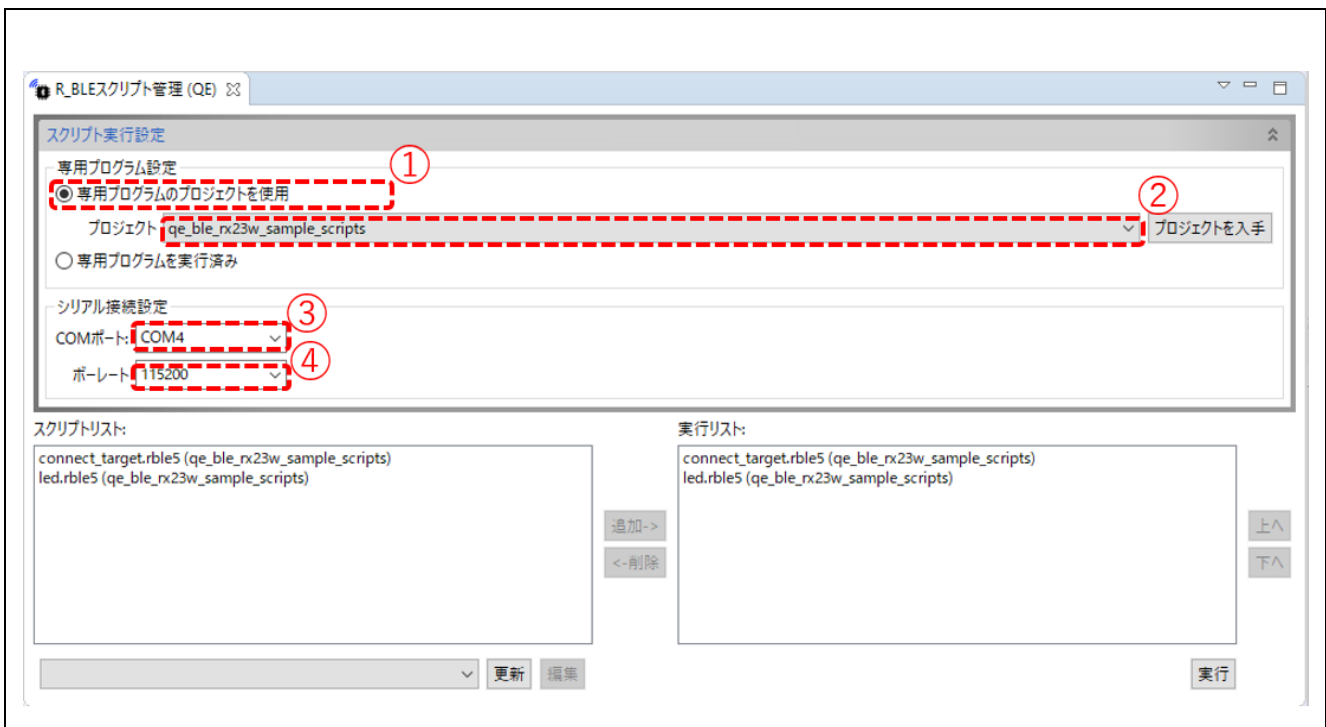 R_BLEスクリプト管理 (QE)
スクリプト実行設定
専用プログラム設定
①
専用プログラムのプロジェクトを使用
②
プロジェクト qe_ble_rx23w_sample_scripts プロジェクトを入手
専用プログラムを実行済み
シリアル接続設定
③
COMポート: COM4
④
ボーレート 115200
スクリプトリスト: 実行リスト:
connect_target.rble5 (qe_ble_rx23w_sample_scripts) connect_target.rble5 (qe_ble_rx23w_sample_scripts)
led.rble5 (qe_ble_rx23w_sample_scripts) led.rble5 (qe_ble_rx23w_sample_scripts)
追加-> 上へ
<-削除 下へ
更新 編集 実行